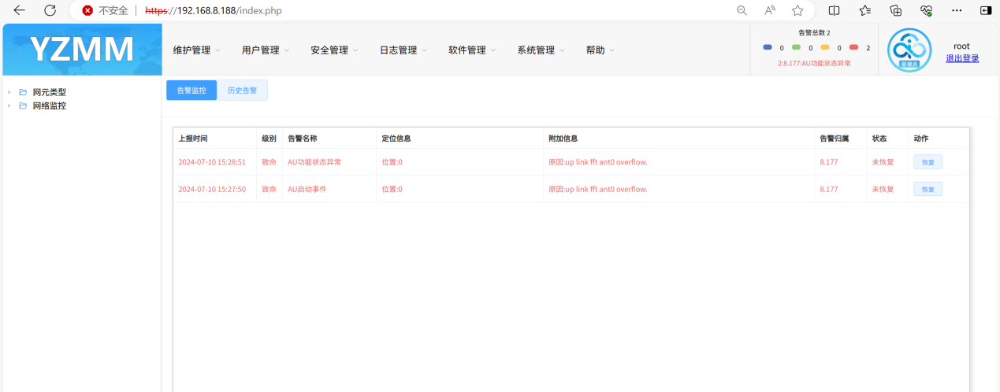 不安全 https://192.168.8.188/index.php
YZMM
维护管理 用户管理 安全管理 日志管理 软件管理 系统管理 帮助
告警总数 2
0 0 0 2
2:8.177:AU功能状态异常
管理员
root
退出登录
网元类型
网络监控
告警监控 历史告警
上报时间 级别 告警名称 定位信息 附加信息 告警归属 状态 动作
2024-07-10 15:28:51 致命 AU功能状态异常 位置:0 原因:up link fft ant0 overflow. 8.177 未恢复 恢复
2024-07-10 15:27:50 致命 AU启动事件 位置:0 原因:up link fft ant0 overflow. 8.177 未恢复 恢复